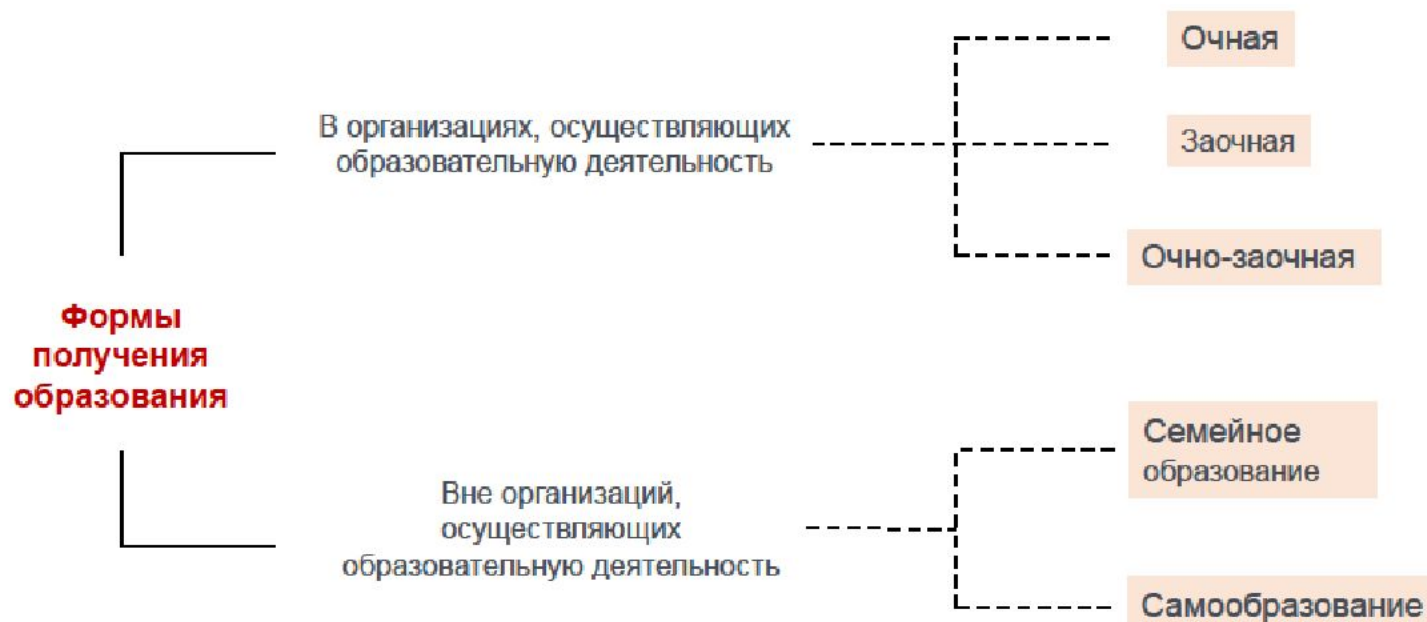 Формы
получения
образования
В организациях, осуществляющих
образовательную деятельность
Очная
Заочная
Очно-заочная
Вне организаций,
осуществляющих
образовательную деятельность
Семейное
образование
Самообразование